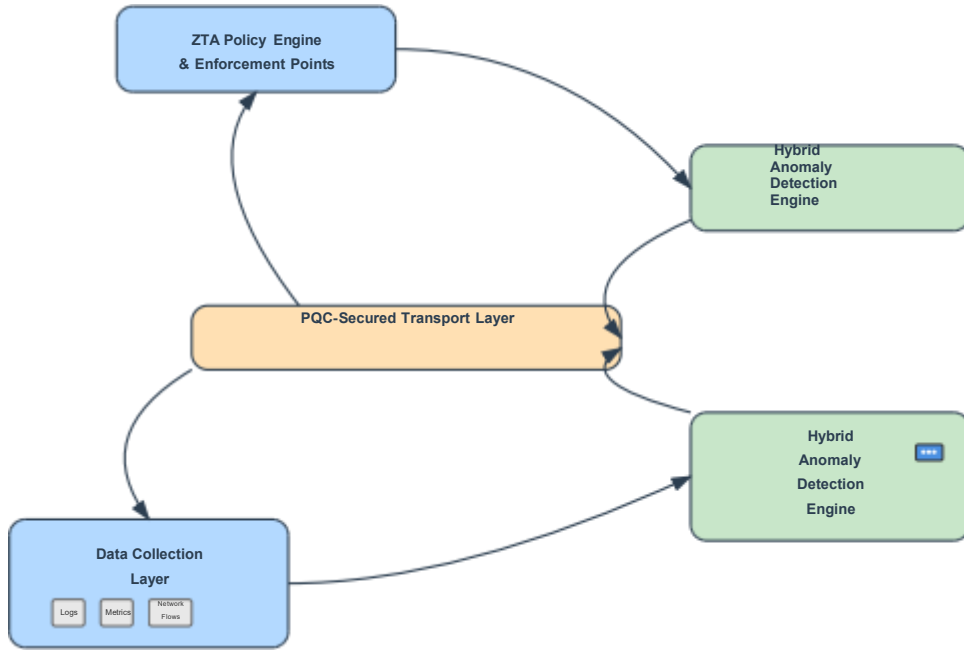 ZTA Policy Engine
& Enforcement Points
Hybrid
Anomaly
Detection
Engine
PQC-Secured Transport Layer
Hybrid
Anomaly
Detection
Engine
Data Collection
Layer
Logs
Metrics
Network
Flows